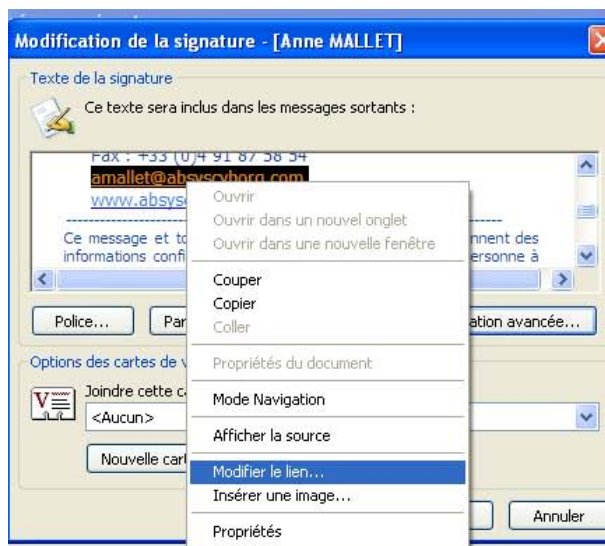 Modification de la signature - [Anne MALLET]
Texte de la signature
Ce texte sera inclus dans les messages sortants :
Fax : +33 (0)4 91 87 58 54
amallet@absyscyborg.com
www.absys
Ce message et to
nnent des
informations confi
ersonne à
Police...
Par
ation avancée...
Options des cartes de v
Joindre cette c
<Aucun>
Nouvelle cart
Annuler
Ouvrir
Ouvrir dans un nouvel onglet
Ouvrir dans une nouvelle fenêtre
Couper
Copier
Coller
Propriétés du document
Mode Navigation
Afficher la source
Modifier le lien...
Insérer une image...
Propriétés